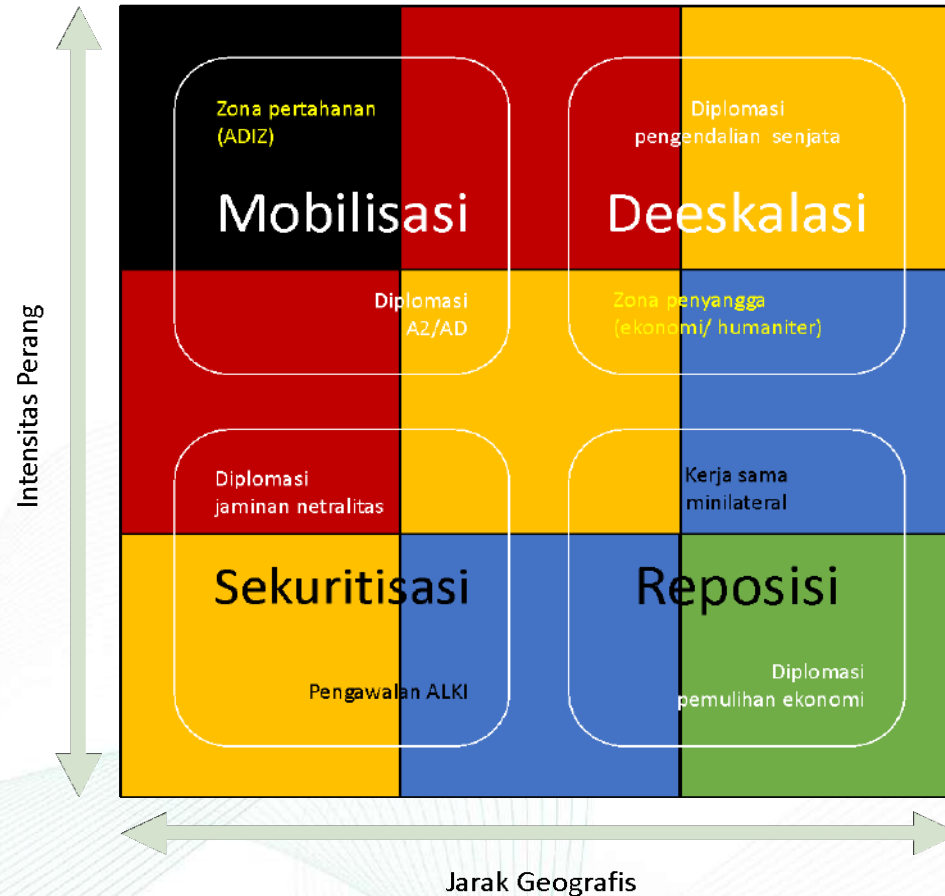 Zona pertahanan
(ADIZ)
Mobilisasi
Diplomasi
A2/AD
Diplomasi
pengendalian senjata
Deeskalasi
Zona penyangga
(ekonomi/ humaniter)
Intensitas Perang
Diplomasi
jaminan netralitas
Sekuritisasi
Pengawalan ALKI
Kerja sama
minilateral
Reposisi
Diplomasi
pemulihan ekonomi
Jarak Geografis